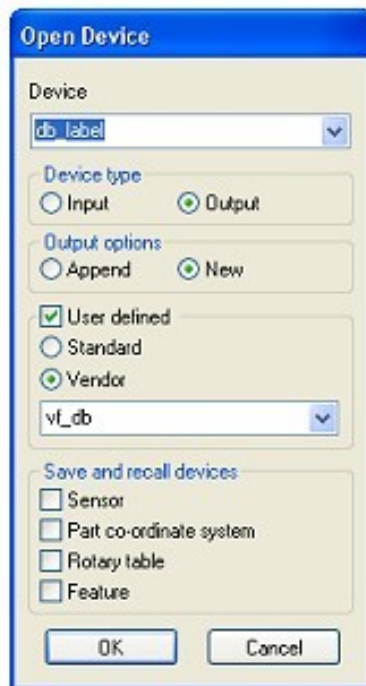 Open Device
Device
db_label
Device type
Input Output
Output options
Append New
User defined
Standard
Vendor
vf_db
Save and recall devices
Sensor
Part co-ordinate system
Rotary table
Feature
OK Cancel